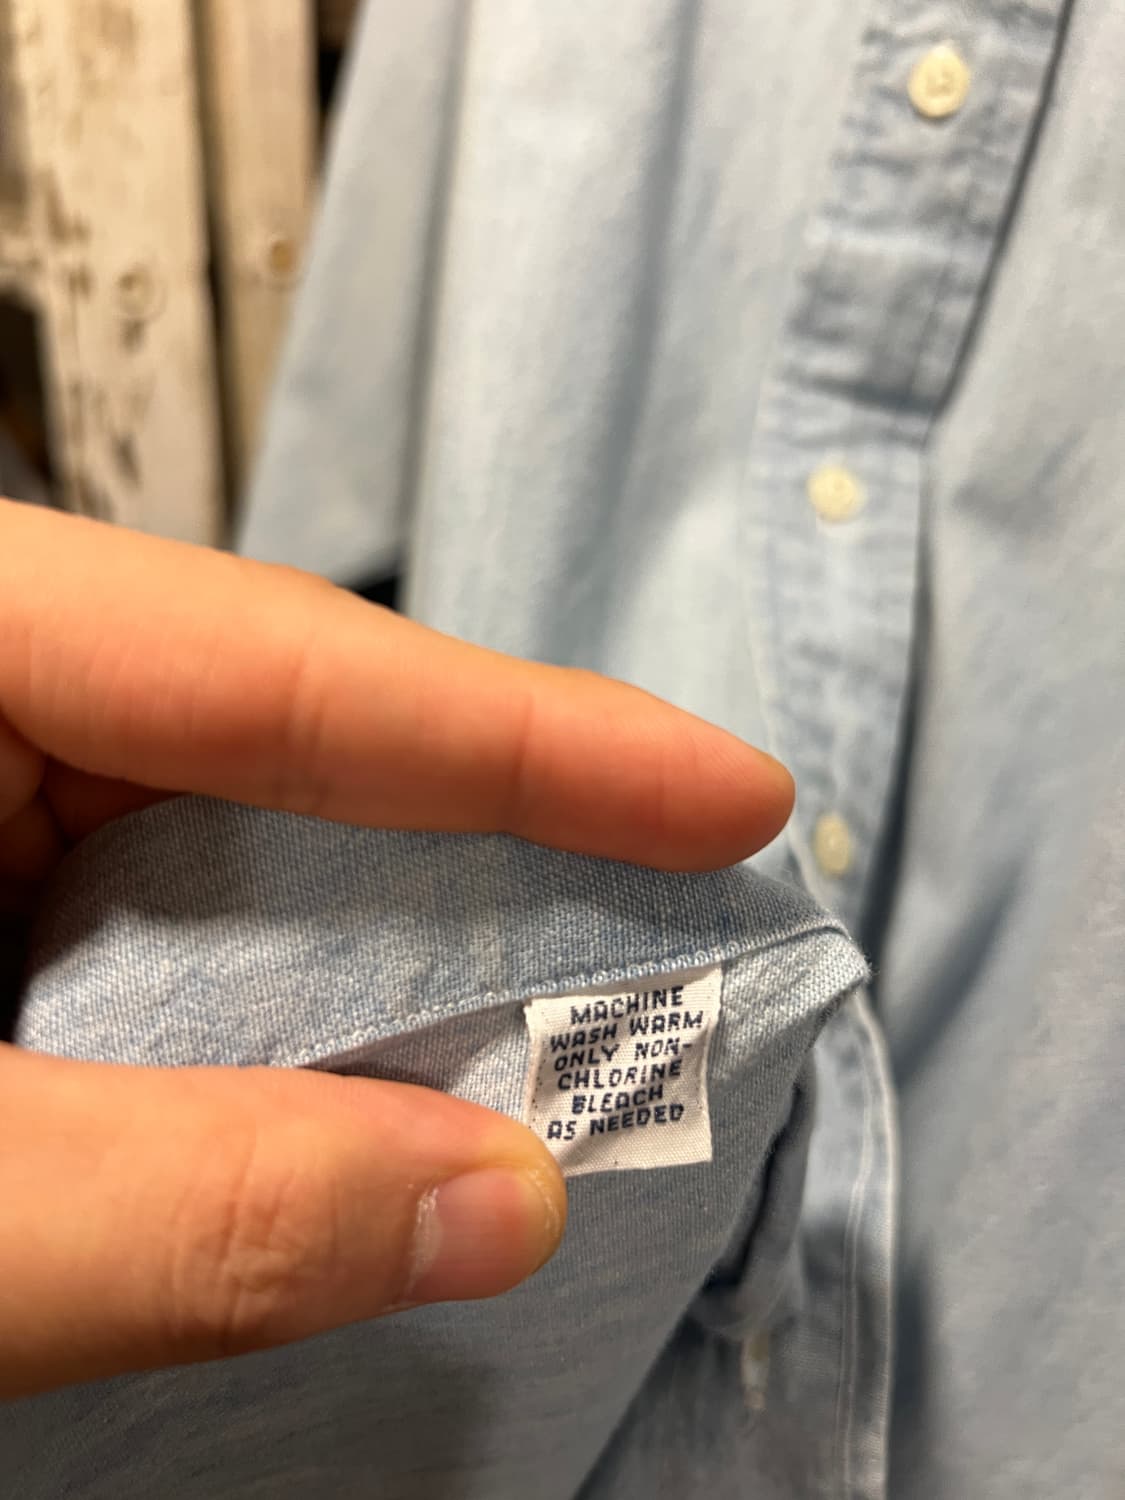 MACHINE
WASH WARM
ONLY NON-
CHLORINE
BLEACH
AS NEEDED